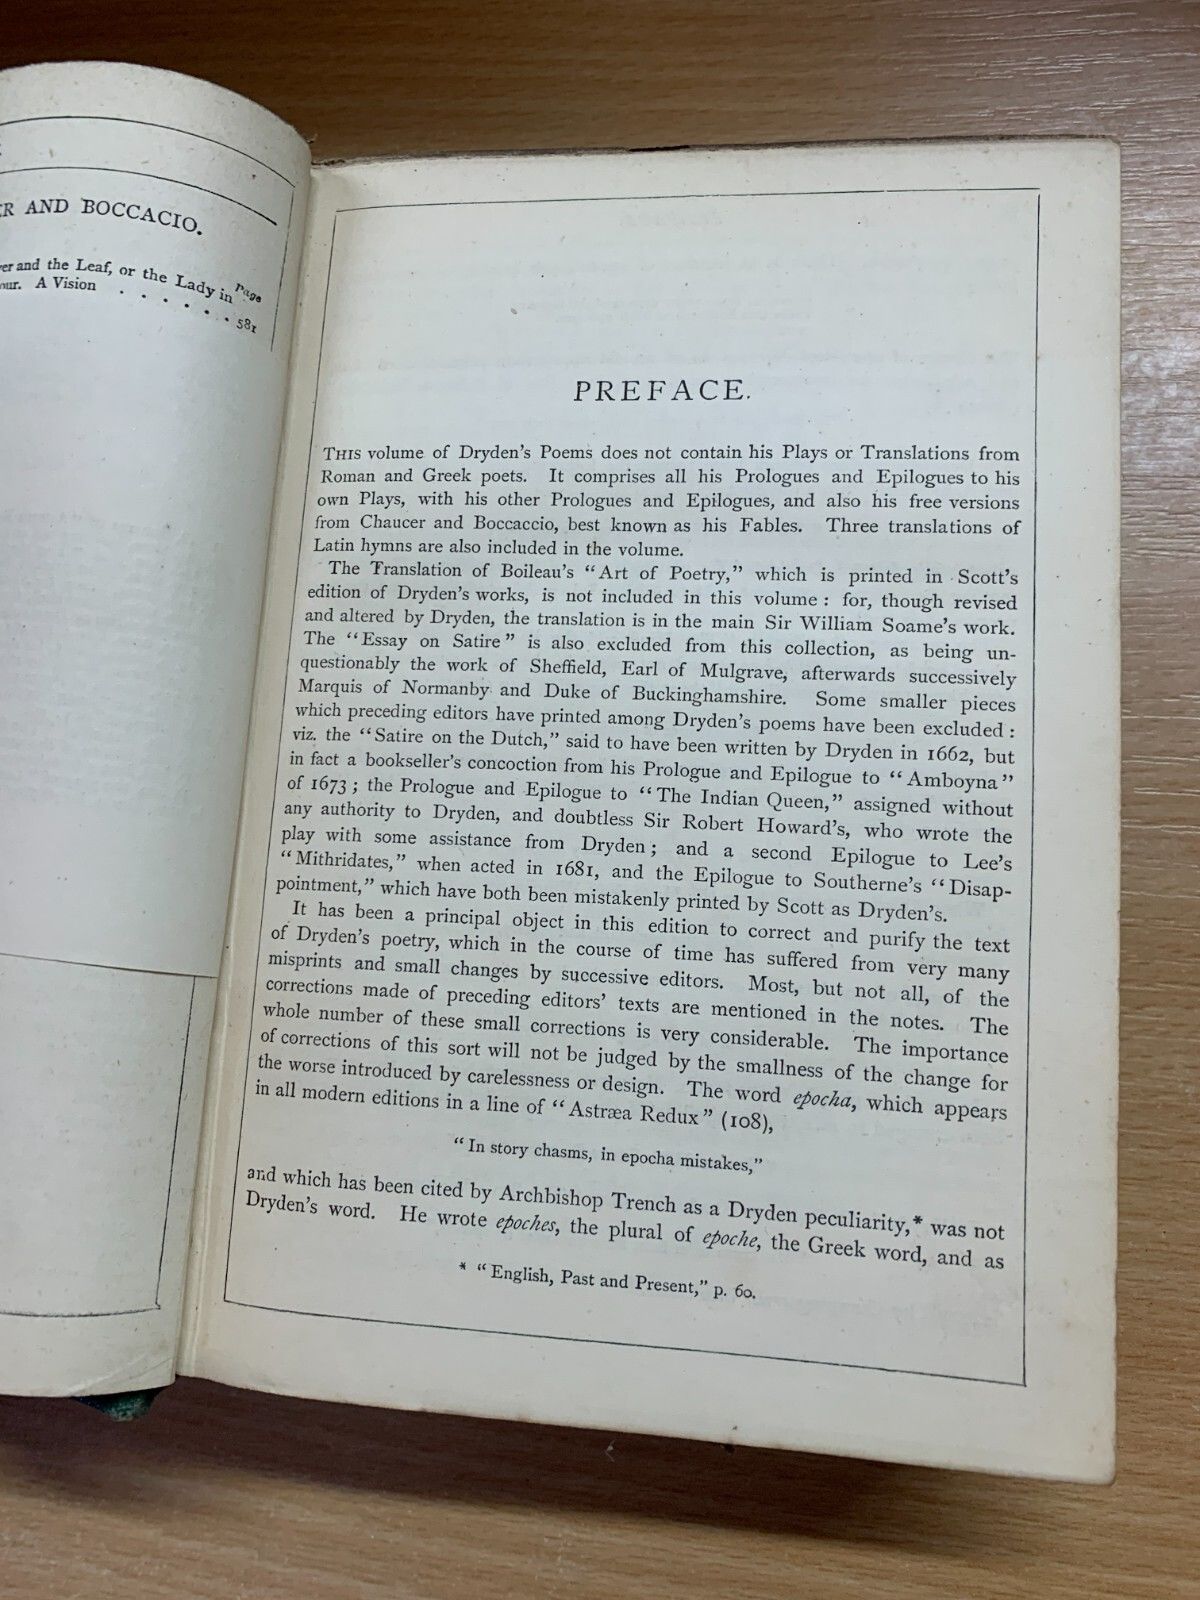 AND BOCCACIO.
Page
and the Leaf, or the Lady in
A Vision . . . . . . 581
PREFACE.
THIS volume of Dryden's Poems does not contain his Plays or Translations from
Roman and Greek poets. It comprises all his Prologues and Epilogues to his
own Plays, with his other Prologues and Epilogues, and also his free versions
from Chaucer and Boccaccio, best known as his Fables. Three translations of
Latin hymns are also included in the volume.
The Translation of Boileau's "Art of Poetry," which is printed in Scott's
edition of Dryden's works, is not included in this volume: for, though revised
and altered by Dryden, the translation is in the main Sir William Soame's work.
The "Essay on Satire" is also excluded from this collection, as being un-
questionably the work of Sheffield, Earl of Mulgrave, afterwards successively
Marquis of Normanby and Duke of Buckinghamshire. Some smaller pieces
which preceding editors have printed among Dryden's poems have been excluded:
viz. the "Satire on the Dutch," said to have been written by Dryden in 1662, but
in fact a bookseller's concoction from his Prologue and Epilogue to "Amboyna"
of 1673; the Prologue and Epilogue to "The Indian Queen," assigned without
any authority to Dryden, and doubtless Sir Robert Howard's, who wrote the
play with some assistance from Dryden; and a second Epilogue to Lee's
"Mithridates," when acted in 1681, and the Epilogue to Southerne's "Disap-
pointment," which have both been mistakenly printed by Scott as Dryden's.
It has been a principal object in this edition to correct and purify the text
of Dryden's poetry, which in the course of time has suffered from very many
misprints and small changes by successive editors. Most, but not all, of the
corrections made of preceding editors' texts are mentioned in the notes. The
whole number of these small corrections is very considerable. The importance
of corrections of this sort will not be judged by the smallness of the change for
the worse introduced by carelessness or design. The word epocha, which appears
in all modern editions in a line of "Astræa Redux" (108),
"In story chasms, in epocha mistakes,"
and which has been cited by Archbishop Trench as a Dryden peculiarity,* was not
Dryden's word. He wrote epoches, the plural of epoche, the Greek word, and as
* "English, Past and Present," p. 60.